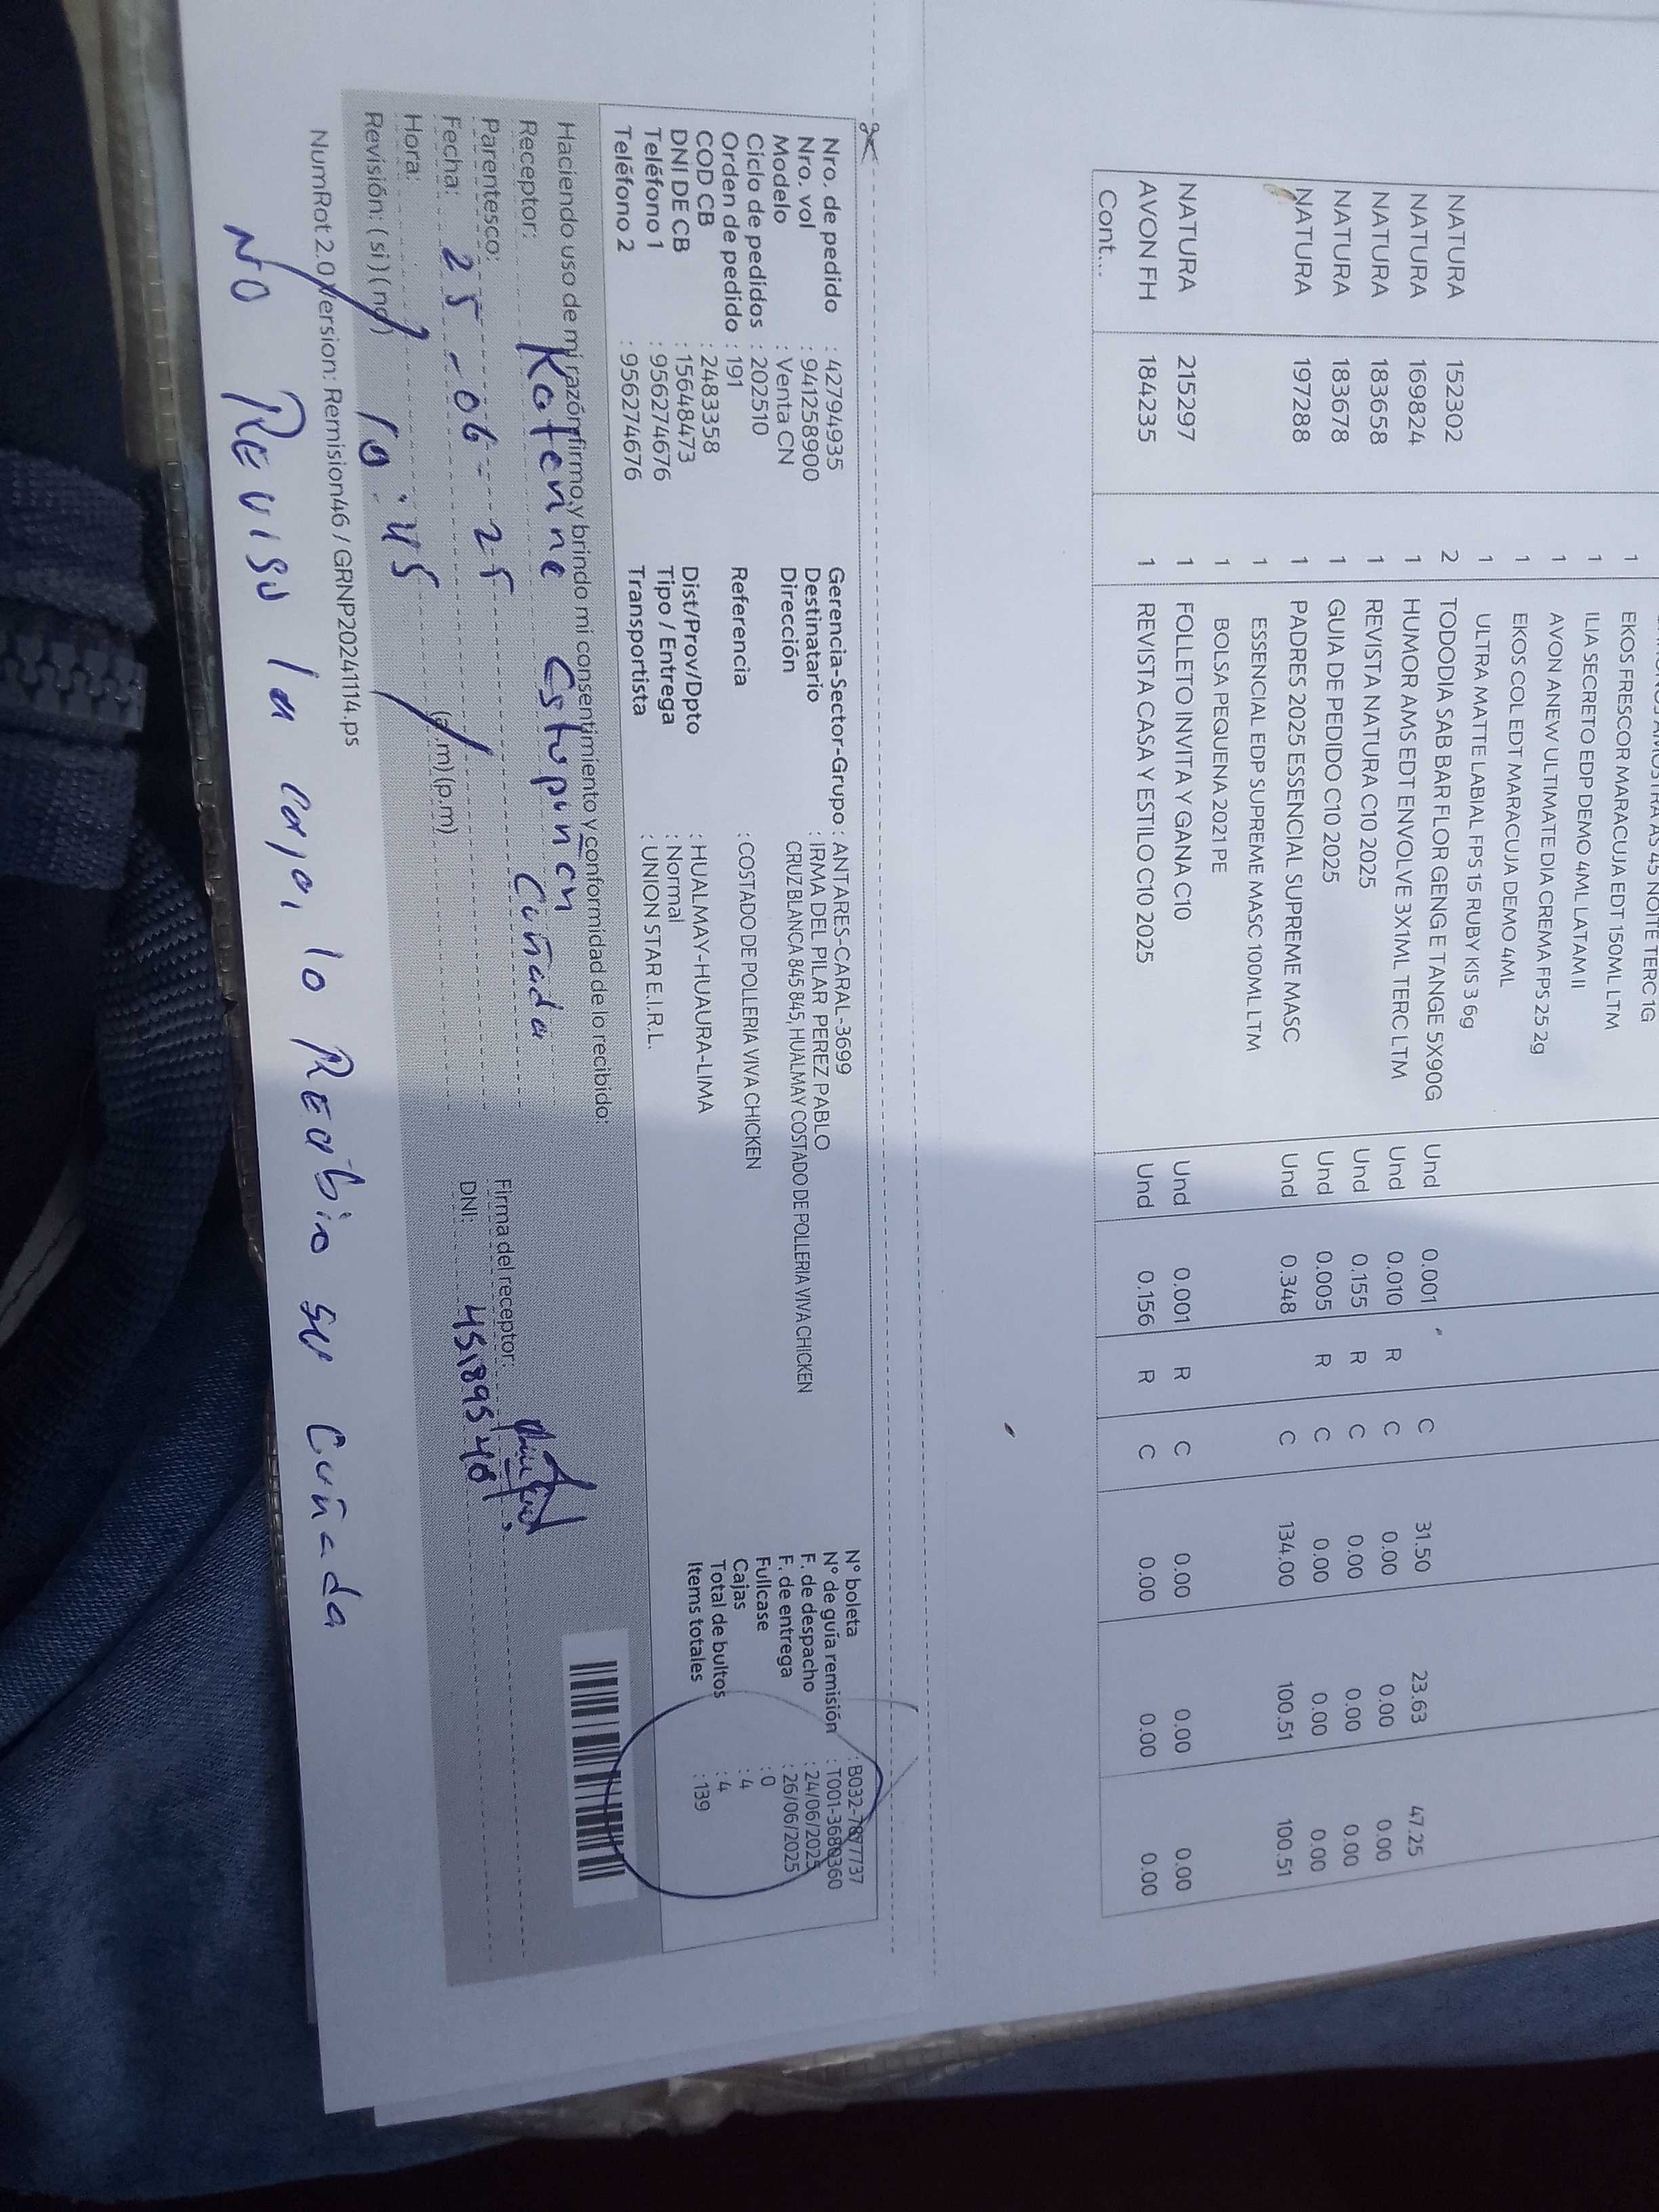 1 EKOS FRESCOR MARACUJA EDT 150ML LTM
1 ILIA SECRETO EDP DEMO 4ML LATAM II
1 AVON ANEW ULTIMATE DIA CREMA FPS 25 2g
1 EKOS COL EDT MARACUJA DEMO 4ML
1 ULTRA MATTE LABIAL FPS 15 RUBY KIS 3 6g
NATURA 152302 2 TODODIA SAB BAR FLOR GENG E TANGE 5X90G Und 0.001 C 31.50 23.63 47.25
NATURA 169824 1 HUMOR AMS EDT ENVOLVE 3X1ML TERC LTM Und 0.010 R C 0.00 0.00 0.00
NATURA 183658 1 REVISTA NATURA C10 2025 Und 0.155 R C 0.00 0.00 0.00
NATURA 183678 1 GUIA DE PEDIDO C10 2025 Und 0.005 R C 0.00 0.00 0.00
NATURA 197288 1 PADRES 2025 ESSENCIAL SUPREME MASC Und 0.348 C 134.00 100.51 100.51
1 ESSENCIAL EDP SUPREME MASC 100ML LTM
1 BOLSA PEQUENA 2021 PE
NATURA 215297 1 FOLLETO INVITA Y GANA C10 Und 0.001 R C 0.00 0.00 0.00
AVON FH 184235 1 REVISTA CASA Y ESTILO C10 2025 Und 0.156 R C 0.00 0.00 0.00
Cont....
Nro. de pedido : 42794935 Gerencia-Sector-Grupo : ANTARES-CARAL-3699 N° boleta : B032-7877737
Nro. vol : 941258900 Destinatario : IRMA DEL PILAR PEREZ PABLO N° de guía remisión : T001-3680360
Modelo : Venta CN Dirección CRUZ BLANCA 845 845, HUALMAY COSTADO DE POLLERIA VIVA CHICKEN F. de despacho : 24/06/2025
Ciclo de pedidos : 202510 F. de entrega : 26/06/2025
Orden de pedido : 191 Referencia : COSTADO DE POLLERIA VIVA CHICKEN Fullcase : 0
COD CB : 2483358 Cajas : 4
DNI DE CB : 15648473 Dist/Prov/Dpto : HUALMAY-HUAURA-LIMA Total de bultos : 4
Teléfono 1 : 956274676 Tipo / Entrega : Normal Items totales : 139
Teléfono 2 : 956274676 Transportista : UNION STAR E.I.R.L.
Haciendo uso de mi razón firmo y brindo mi consentimiento y conformidad de lo recibido:
Receptor: Katerine Estupuñan Firma del receptor:
Parentesco: Cuñada DNI: 45189540
Fecha: 25-06-25
Hora: 10:45 (a.m) (p.m)
Revisión: ( si ) ( no )
NumRot 2.0 Version: Remision46 / GRNP20241114.ps
NO REVISO la caja, lo REcibio su Cuñada